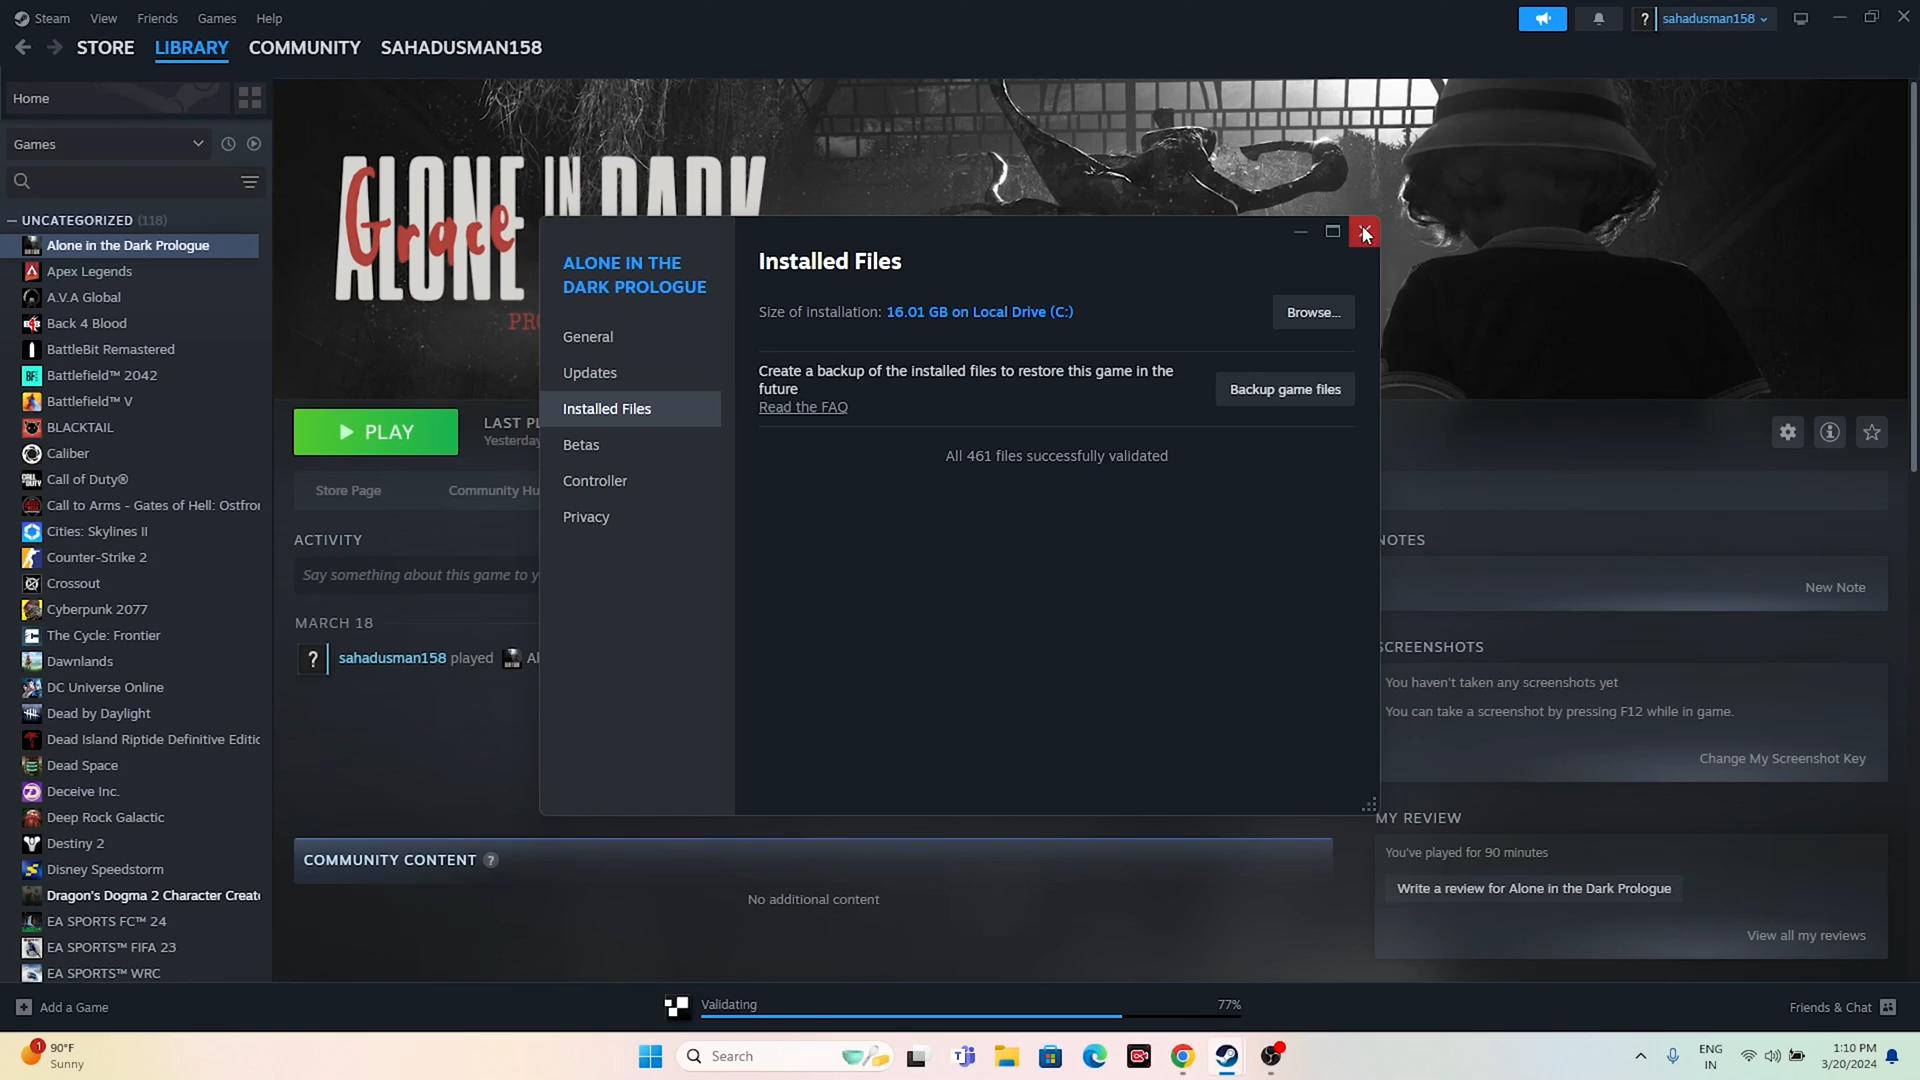 Steam View Friends Games Help
sahadusman158
STORE LIBRARY COMMUNITY SAHADUSMAN158
Home
Games
UNCATEGORIZED (118)
Alone in the Dark Prologue
Apex Legends
A.V.A Global
Back 4 Blood
BattleBit Remastered
Battlefield™ 2042
Battlefield™ V
BLACKTAIL
Caliber
Call of Duty®
Call to Arms - Gates of Hell: Ostfror
Cities: Skylines II
Counter-Strike 2
Crossout
Cyberpunk 2077
The Cycle: Frontier
Dawnlands
DC Universe Online
Dead by Daylight
Dead Island Riptide Definitive Editic
Dead Space
Deceive Inc.
Deep Rock Galactic
Destiny 2
Disney Speedstorm
Dragon's Dogma 2 Character Create
EA SPORTS FC™ 24
EA SPORTS™ FIFA 23
EA SPORTS™ WRC
Add a Game
ALONE IN DARK
Grace
ALONE
PRO
PLAY
LAST PL
Yesterday
Store Page Community Hu
ACTIVITY
Say something about this game to y
MARCH 18
? sahadusman158 played Al
COMMUNITY CONTENT ?
No additional content
ALONE IN THE
DARK PROLOGUE
General
Updates
Installed Files
Betas
Controller
Privacy
Installed Files
Size of installation: 16.01 GB on Local Drive (C:)
Browse...
Create a backup of the installed files to restore this game in the
future
Read the FAQ
Backup game files
All 461 files successfully validated
NOTES
New Note
SCREENSHOTS
You haven't taken any screenshots yet
You can take a screenshot by pressing F12 while in game.
Change My Screenshot Key
MY REVIEW
You've played for 90 minutes
Write a review for Alone in the Dark Prologue
View all my reviews
Validating 77%
Friends & Chat
1
90°F
Sunny
Search
ENG
IN
1:10 PM
3/20/2024